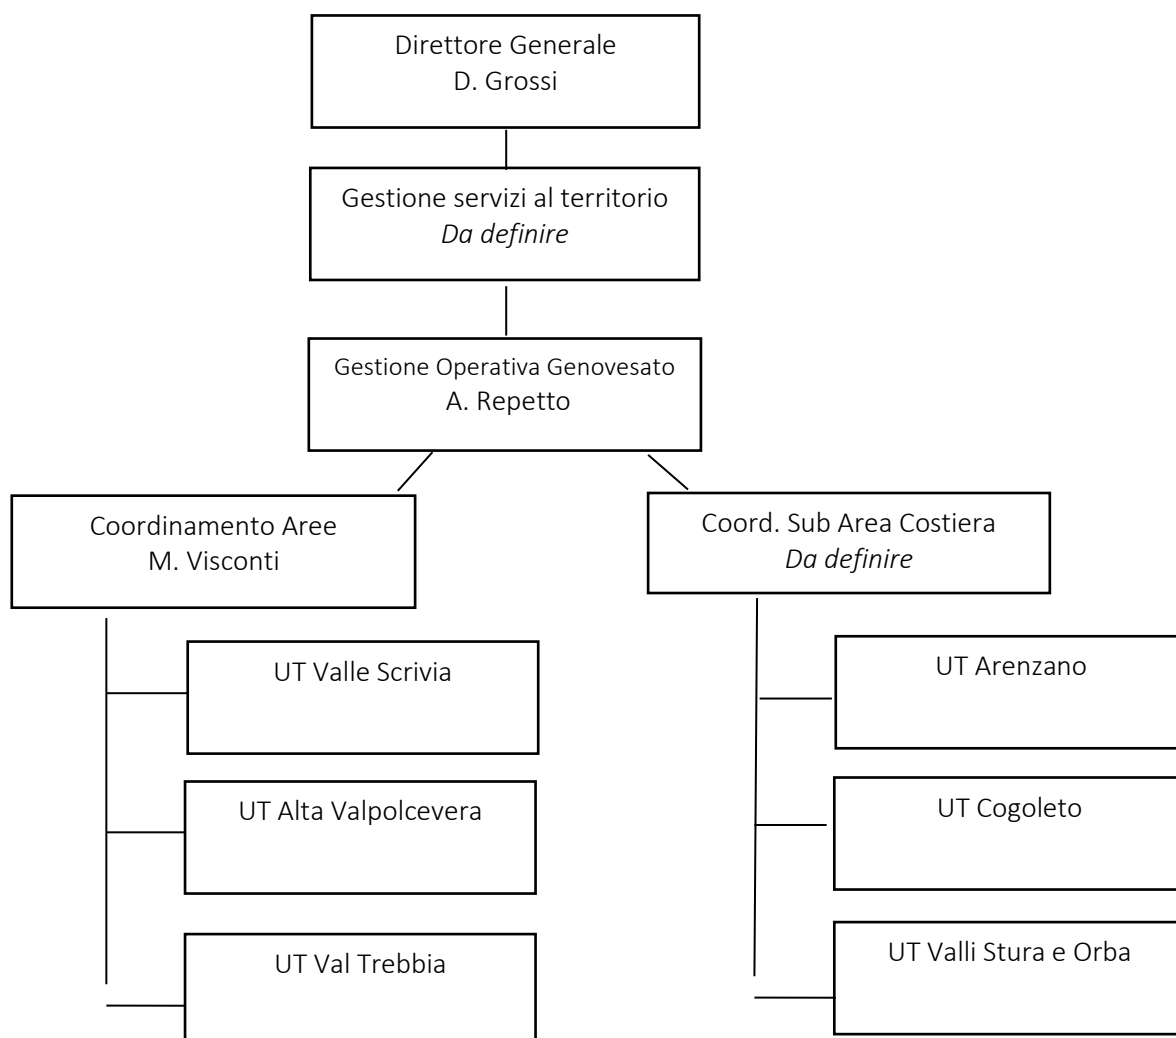 Direttore Generale
D. Grossi
Gestione servizi al territorio
Da definire
Gestione Operativa Genovesato
A. Repetto
Coordinamento Aree
M. Visconti
Coord. Sub Area Costiera
Da definire
UT Valle Scrivia
UT Alta Valpolcevera
UT Val Trebbia
UT Arenzano
UT Cogoleto
UT Valli Stura e Orba